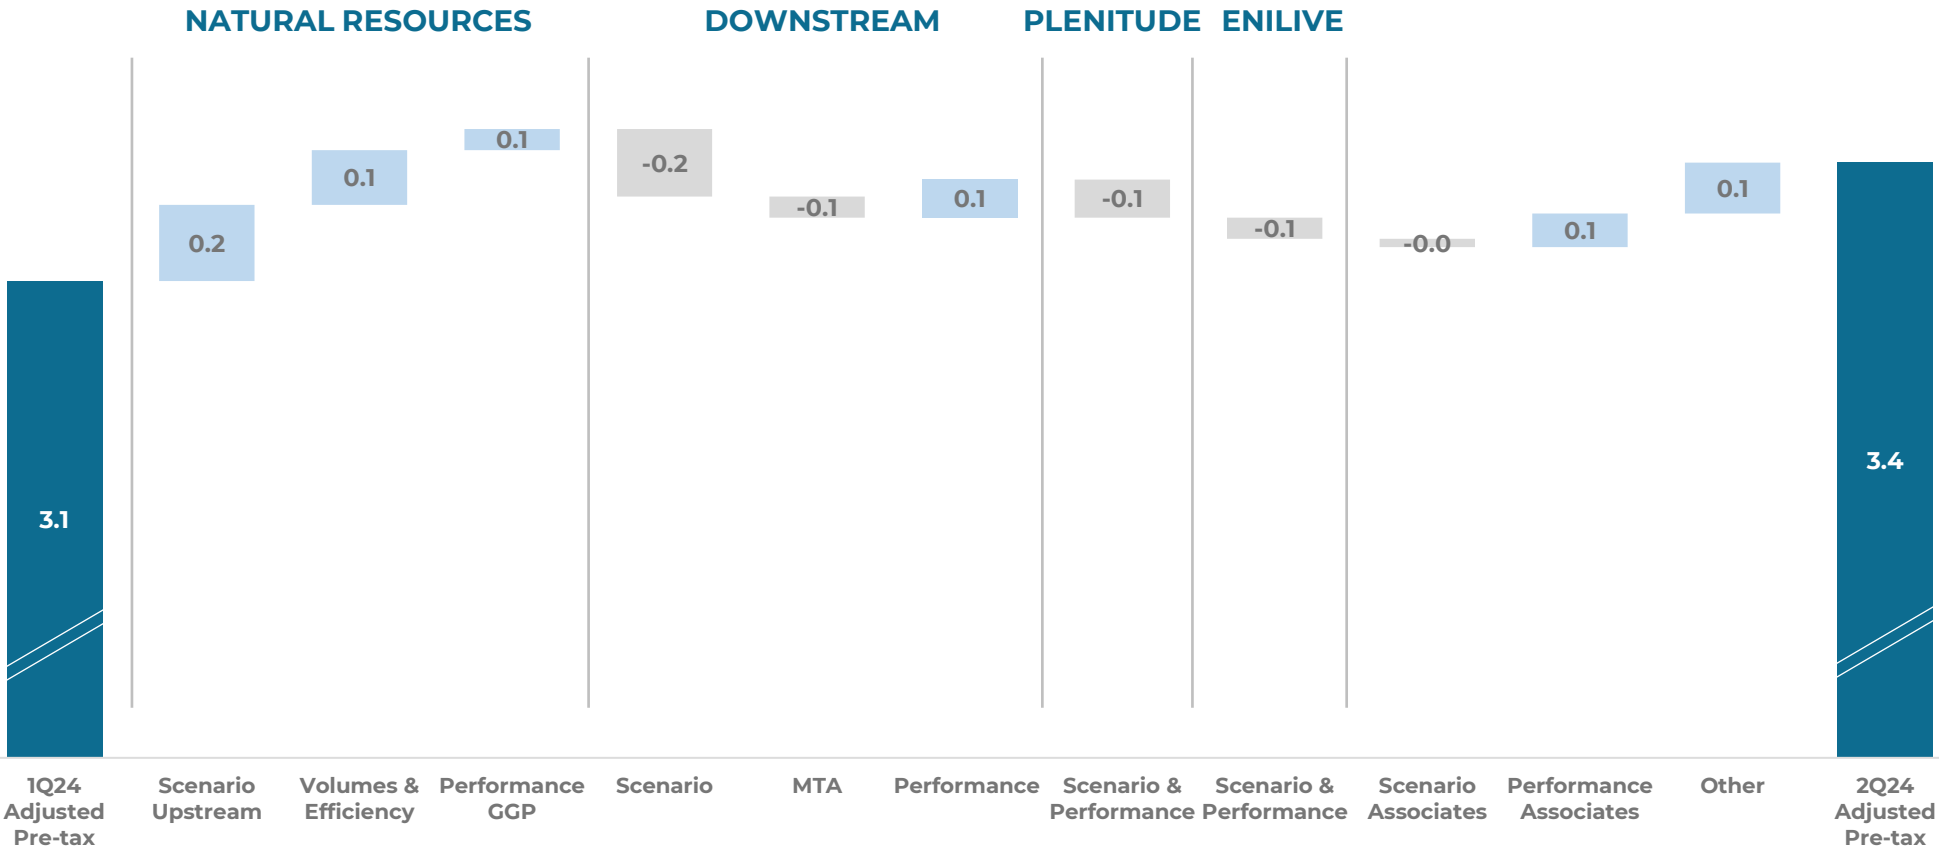 NATURAL RESOURCES
DOWNSTREAM
PLENITUDE
ENILIVE
3.1
0.2
0.1
0.1
-0.2
-0.1
0.1
-0.1
-0.1
-0.0
0.1
0.1
3.4
1Q24
Adjusted
Pre-tax
Scenario
Upstream
Volumes &
Efficiency
Performance
GGP
Scenario
MTA
Performance
Scenario &
Performance
Scenario &
Performance
Scenario
Associates
Performance
Associates
Other
2Q24
Adjusted
Pre-tax